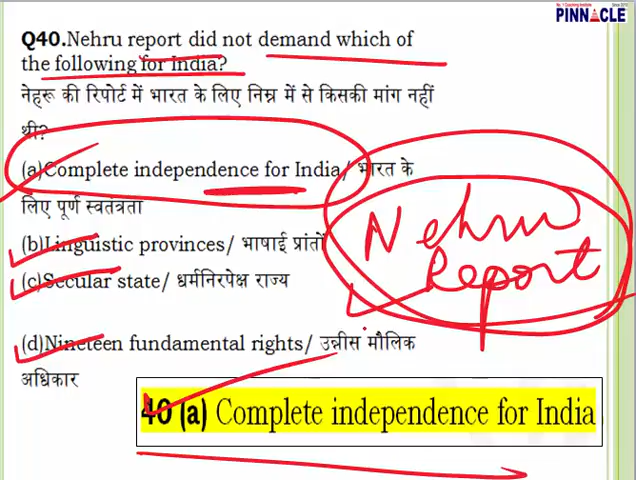 No. 1 Coaching Institute Since 2010
PINNACLE
Q40.Nehru report did not demand which of
the following for India?
नेहरू की रिपोर्ट में भारत के लिए निम्न में से किसकी मांग नहीं
थी?
(a)Complete independence for India/ भारत के
लिए पूर्ण स्वतंत्रता
(b)Linguistic provinces/ भाषाई प्रांतों
(c)Secular state/ धर्मनिरपेक्ष राज्य
(d)Nineteen fundamental rights/ उन्नीस मौलिक
अधिकार
Nehru
Report
40 (a) Complete independence for India